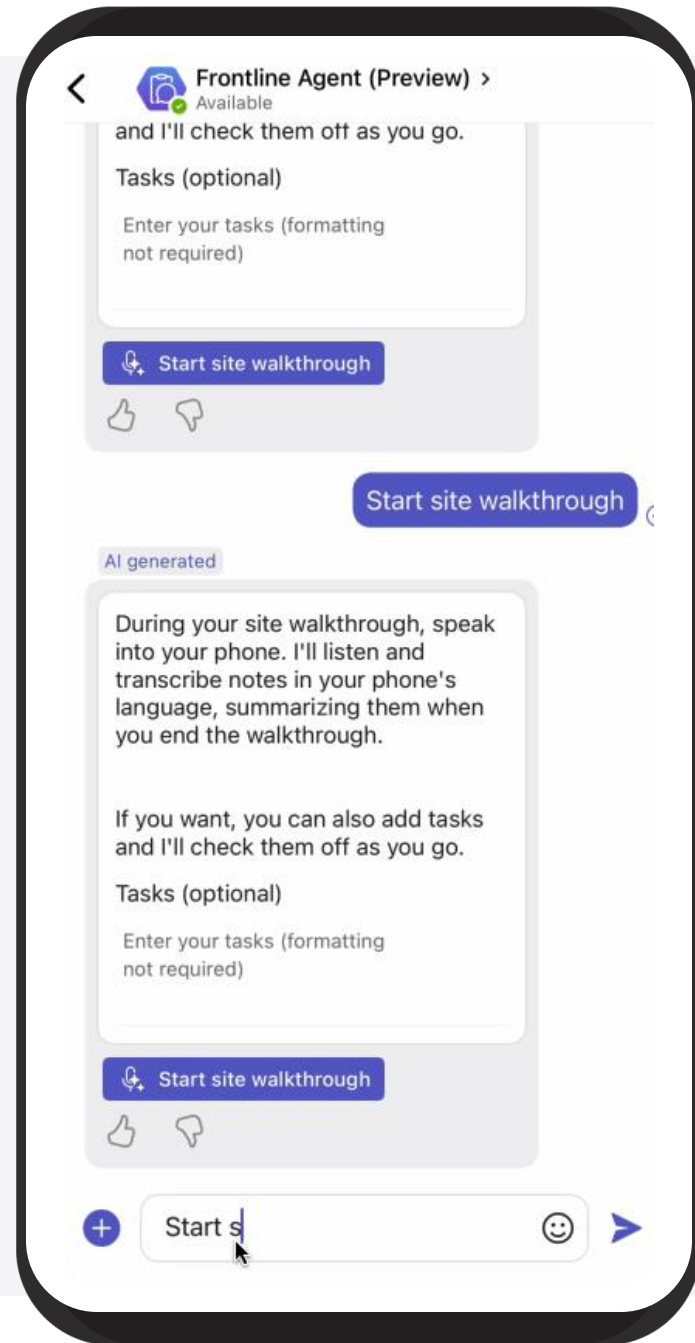 Frontline Agent (Preview) >
Available
and I'll check them off as you go.
Tasks (optional)
Enter your tasks (formatting
not required)
Start site walkthrough
Start site walkthrough
AI generated
During your site walkthrough, speak
into your phone. I'll listen and
transcribe notes in your phone's
language, summarizing them when
you end the walkthrough.
If you want, you can also add tasks
and I'll check them off as you go.
Tasks (optional)
Enter your tasks (formatting
not required)
Start site walkthrough
Start s